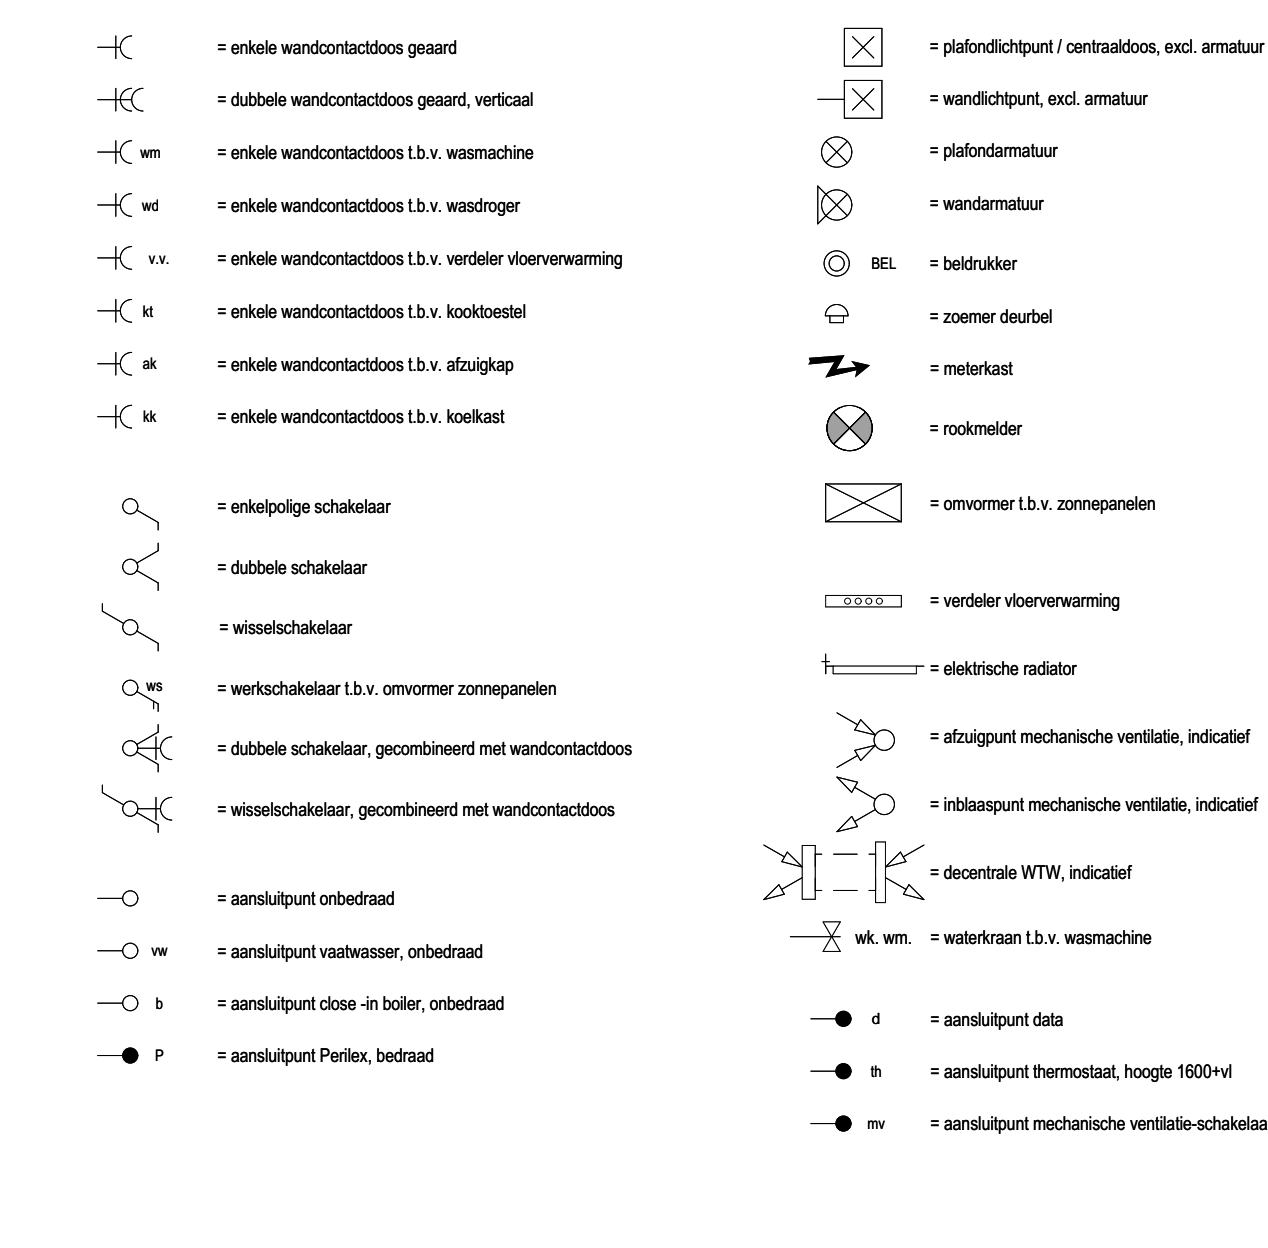 = enkele wandcontactdoos geaard
= dubbele wandcontactdoos geaard, verticaal
wm = enkele wandcontactdoos t.b.v. wasmachine
wd = enkele wandcontactdoos t.b.v. wasdroger
v.v. = enkele wandcontactdoos t.b.v. verdeler vloerverwarming
kt = enkele wandcontactdoos t.b.v. kooktoestel
ak = enkele wandcontactdoos t.b.v. afzuigkap
kk = enkele wandcontactdoos t.b.v. koelkast
= enkelpolige schakelaar
= dubbele schakelaar
= wisselschakelaar
ws = werkschakelaar t.b.v. omvormer zonnepanelen
= dubbele schakelaar, gecombineerd met wandcontactdoos
= wisselschakelaar, gecombineerd met wandcontactdoos
= aansluitpunt onbedraad
vw = aansluitpunt vaatwasser, onbedraad
b = aansluitpunt close -in boiler, onbedraad
P = aansluitpunt Perilex, bedraad
= plafondlichtpunt / centraaldoos, excl. armatuur
= wandlichtpunt, excl. armatuur
= plafondarmatuur
= wandarmatuur
BEL = beldrukker
= zoemer deurbel
= meterkast
= rookmelder
= omvormer t.b.v. zonnepanelen
= verdeler vloerverwarming
= elektrische radiator
= afzuigpunt mechanische ventilatie, indicatief
= inblaaspunt mechanische ventilatie, indicatief
= decentrale WTW, indicatief
wk. wm. = waterkraan t.b.v. wasmachine
d = aansluitpunt data
th = aansluitpunt thermostaat, hoogte 1600+vl
mv = aansluitpunt mechanische ventilatie-schakelaa